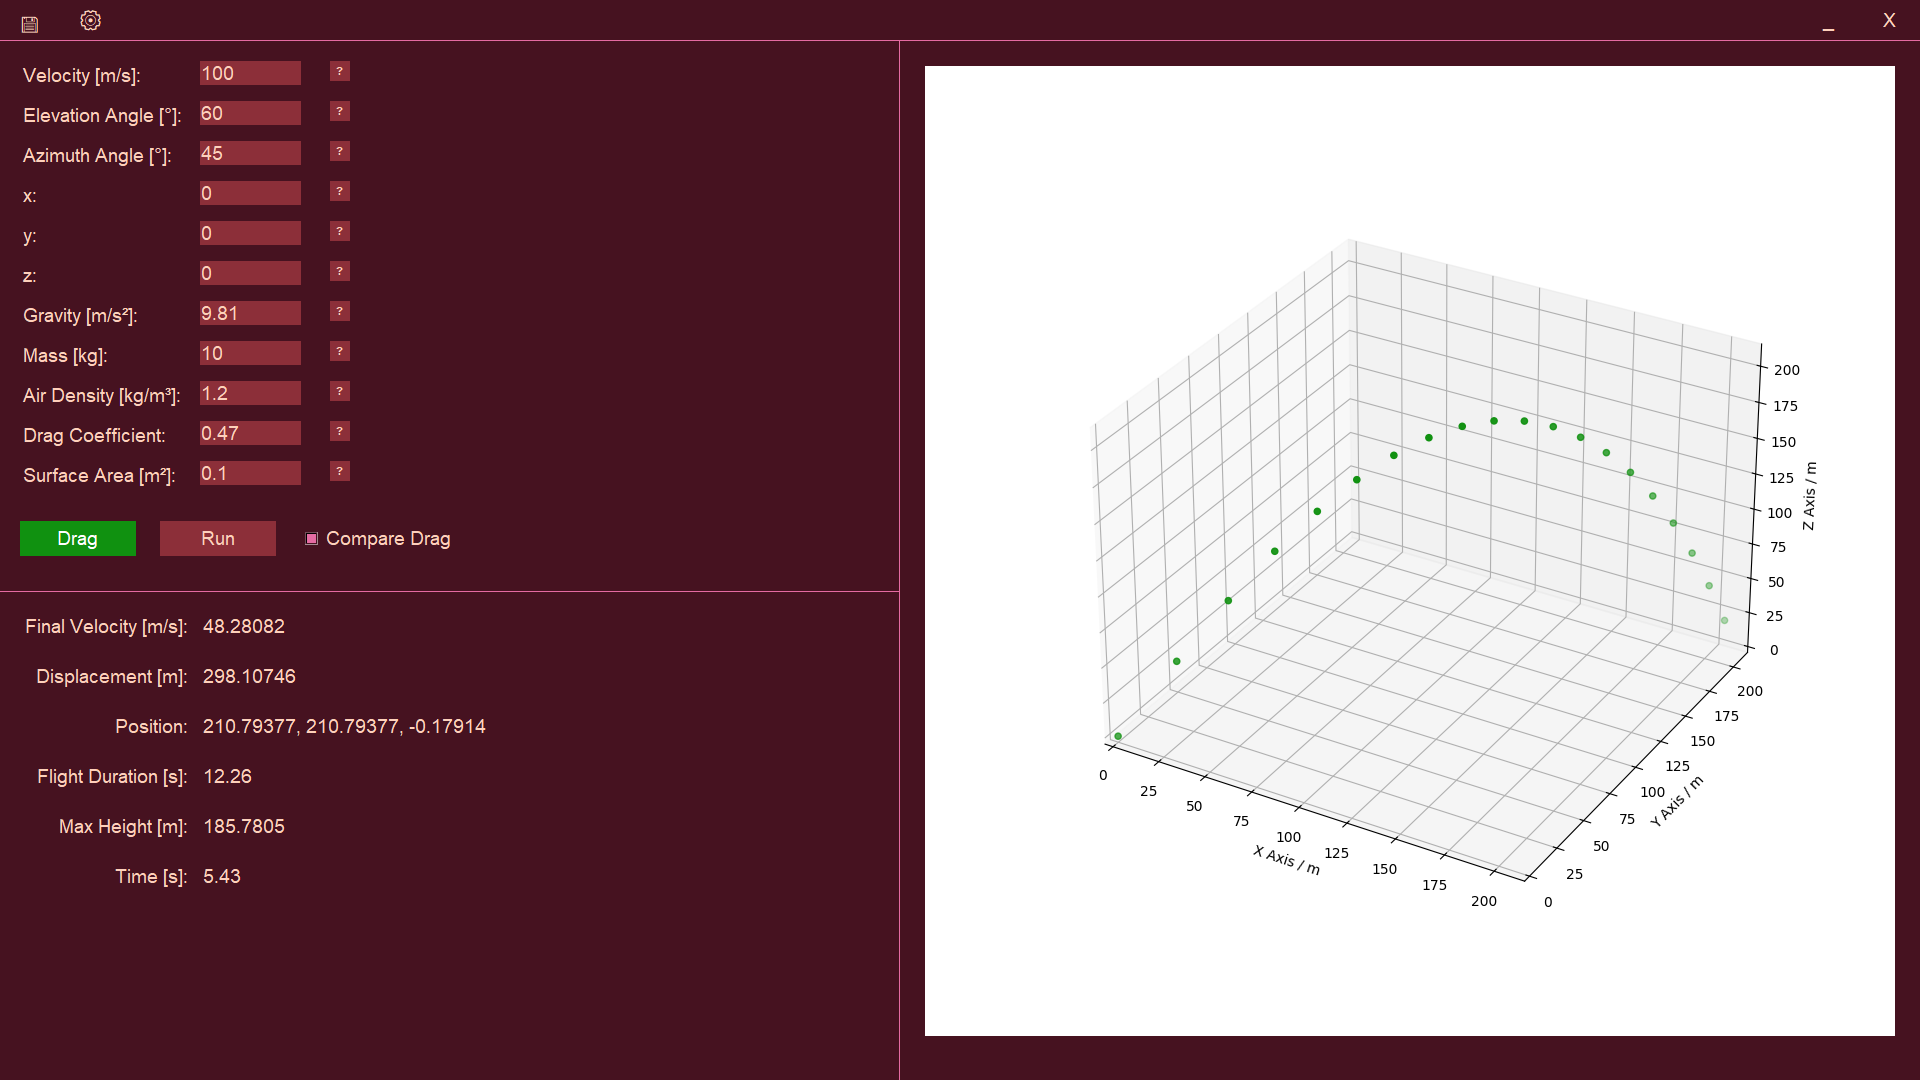 _ X
Velocity [m/s]: 100 ?
Elevation Angle [°]: 60 ?
Azimuth Angle [°]: 45 ?
x: 0 ?
y: 0 ?
z: 0 ?
Gravity [m/s²]: 9.81 ?
Mass [kg]: 10 ?
Air Density [kg/m³]: 1.2 ?
Drag Coefficient: 0.47 ?
Surface Area [m²]: 0.1 ?
Drag Run Compare Drag
Final Velocity [m/s]: 48.28082
Displacement [m]: 298.10746
Position: 210.79377, 210.79377, -0.17914
Flight Duration [s]: 12.26
Max Height [m]: 185.7805
Time [s]: 5.43
200
175
150
125
100
75
50
25
0
Z Axis / m
200
175
150
125
100
75
50
25
0
Y Axis / m
0
25
50
75
100
125
150
175
200
X Axis / m